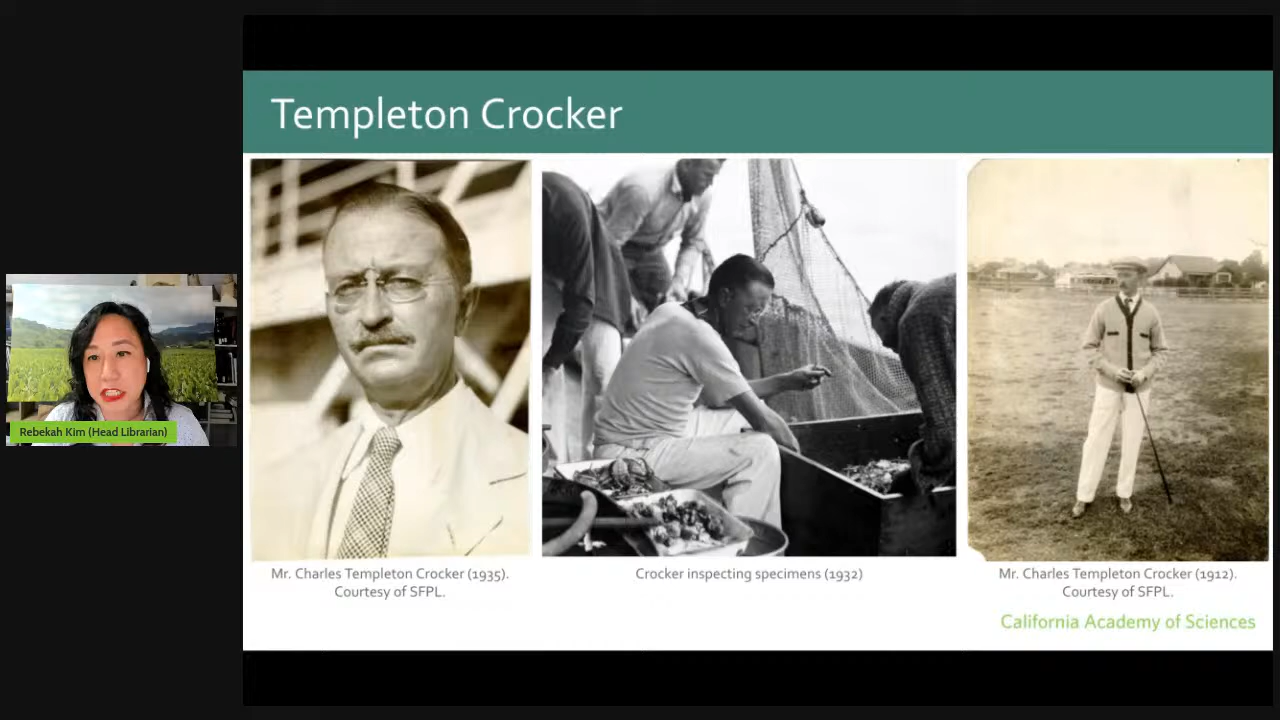 Templeton Crocker
Rebekah Kim (Head Librarian)
Mr. Charles Templeton Crocker (1935).
Courtesy of SFPL.
Crocker inspecting specimens (1932)
Mr. Charles Templeton Crocker (1912).
Courtesy of SFPL.
California Academy of Sciences